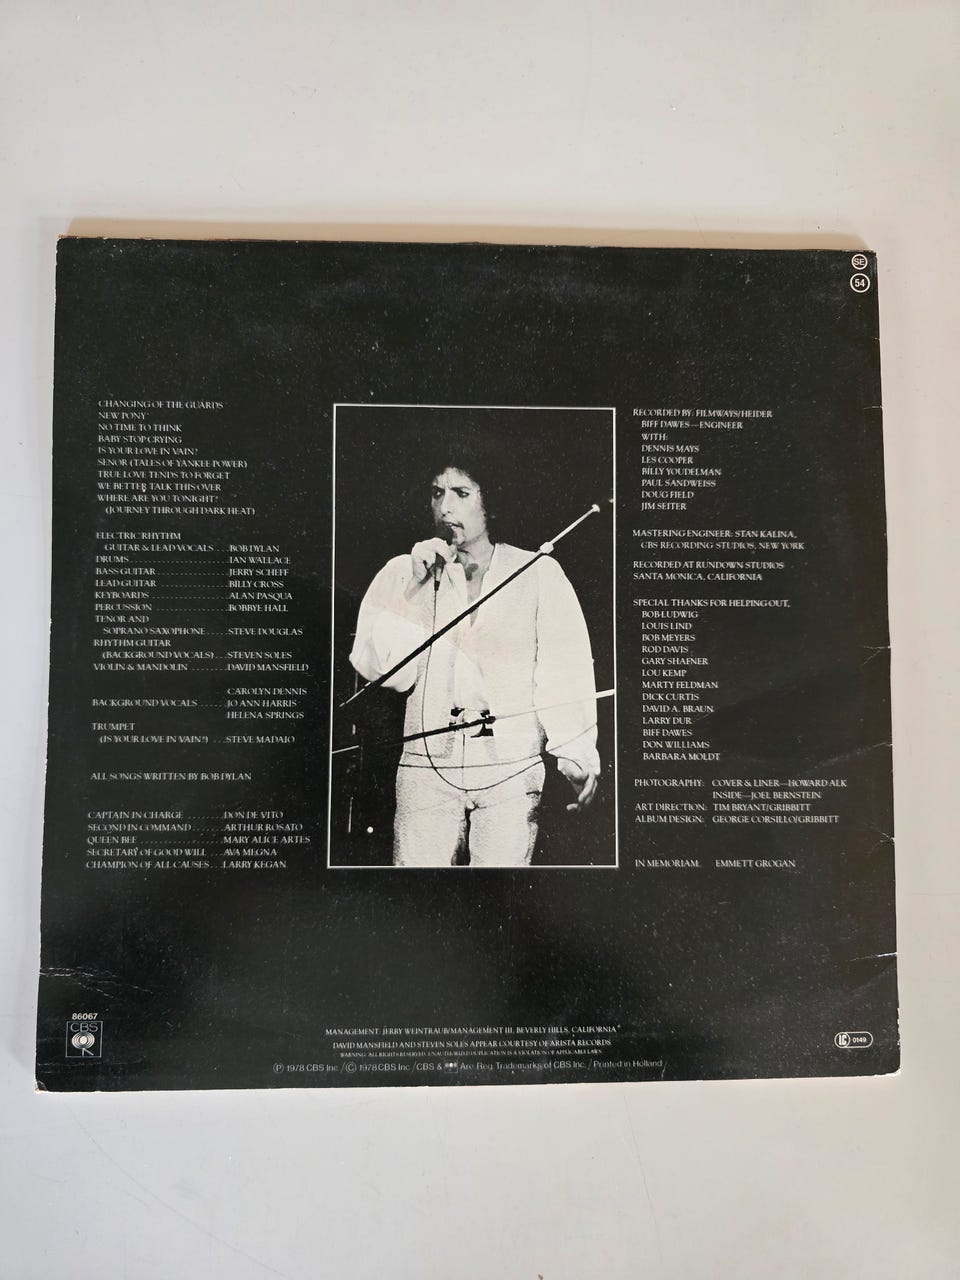 SE
54
CHANGING OF THE GUARDS
NEW PONY
NO TIME TO THINK
BABY STOP CRYING
IS YOUR LOVE IN VAIN?
SENOR (TALES OF YANKEE POWER)
TRUE LOVE TENDS TO FORGET
WE BETTER TALK THIS OVER
WHERE ARE YOU TONIGHT?
(JOURNEY THROUGH DARK HEAT)
ELECTRIC RHYTHM
GUITAR & LEAD VOCALS . . . BOB DYLAN
DRUMS . . . . . . . . . . . . . . . . . . IAN WALLACE
BASS GUITAR . . . . . . . . . . . . . JERRY SCHEFF
LEAD GUITAR . . . . . . . . . . . . . BILLY CROSS
KEYBOARDS . . . . . . . . . . . . . . ALAN PASQUA
PERCUSSION . . . . . . . . . . . . . BOBBYE HALL
TENOR AND
SOPRANO SAXOPHONE . . . . STEVE DOUGLAS
RHYTHM GUITAR
(BACKGROUND VOCALS) . . . STEVEN SOLES
VIOLIN & MANDOLIN . . . . . . . . DAVID MANSFIELD
CAROLYN DENNIS
BACKGROUND VOCALS . . . . . . JO ANN HARRIS
HELENA SPRINGS
TRUMPET
(IS YOUR LOVE IN VAIN?) . . . STEVE MADAIO
ALL SONGS WRITTEN BY BOB DYLAN
CAPTAIN IN CHARGE . . . . . . . . DON DE VITO
SECOND IN COMMAND . . . . . . ARTHUR ROSATO
QUEEN BEE . . . . . . . . . . . . . . . . MARY ALICE ARTES
SECRETARY OF GOOD WILL . . . AVA MEGNA
CHAMPION OF ALL CAUSES . . . LARRY KEGAN
RECORDED BY: FILMWAYS/HEIDER
BIFF DAWES—ENGINEER
WITH:
DENNIS MAYS
LES COOPER
BILLY YOUDELMAN
PAUL SANDWEISS
DOUG FIELD
JIM SEITER
MASTERING ENGINEER: STAN KALINA,
CBS RECORDING STUDIOS, NEW YORK
RECORDED AT RUNDOWN STUDIOS
SANTA MONICA, CALIFORNIA
SPECIAL THANKS FOR HELPING OUT,
BOB LUDWIG
LOUIS LIND
BOB MEYERS
ROD DAVIS
GARY SHAFNER
LOU KEMP
MARTY FELDMAN
DICK CURTIS
DAVID A. BRAUN
LARRY DUR
BIFF DAWES
DON WILLIAMS
BARBARA MOLDT
PHOTOGRAPHY: COVER & LINER—HOWARD ALK
INSIDE—JOEL BERNSTEIN
ART DIRECTION: TIM BRYANT/GRIBBITT
ALBUM DESIGN: GEORGE CORSILLO/GRIBBITT
IN MEMORIAM: EMMETT GROGAN
86067
CBS
MANAGEMENT: JERRY WEINTRAUB/MANAGEMENT III, BEVERLY HILLS, CALIFORNIA
DAVID MANSFIELD AND STEVEN SOLES APPEAR COURTESY OF ARISTA RECORDS
WARNING: ALL RIGHTS RESERVED. UNAUTHORIZED DUPLICATION IS A VIOLATION OF APPLICABLE LAWS
℗ 1978 CBS Inc./© 1978 CBS Inc./CBS & Are Reg. Trademarks of CBS Inc./Printed in Holland
LC 0149